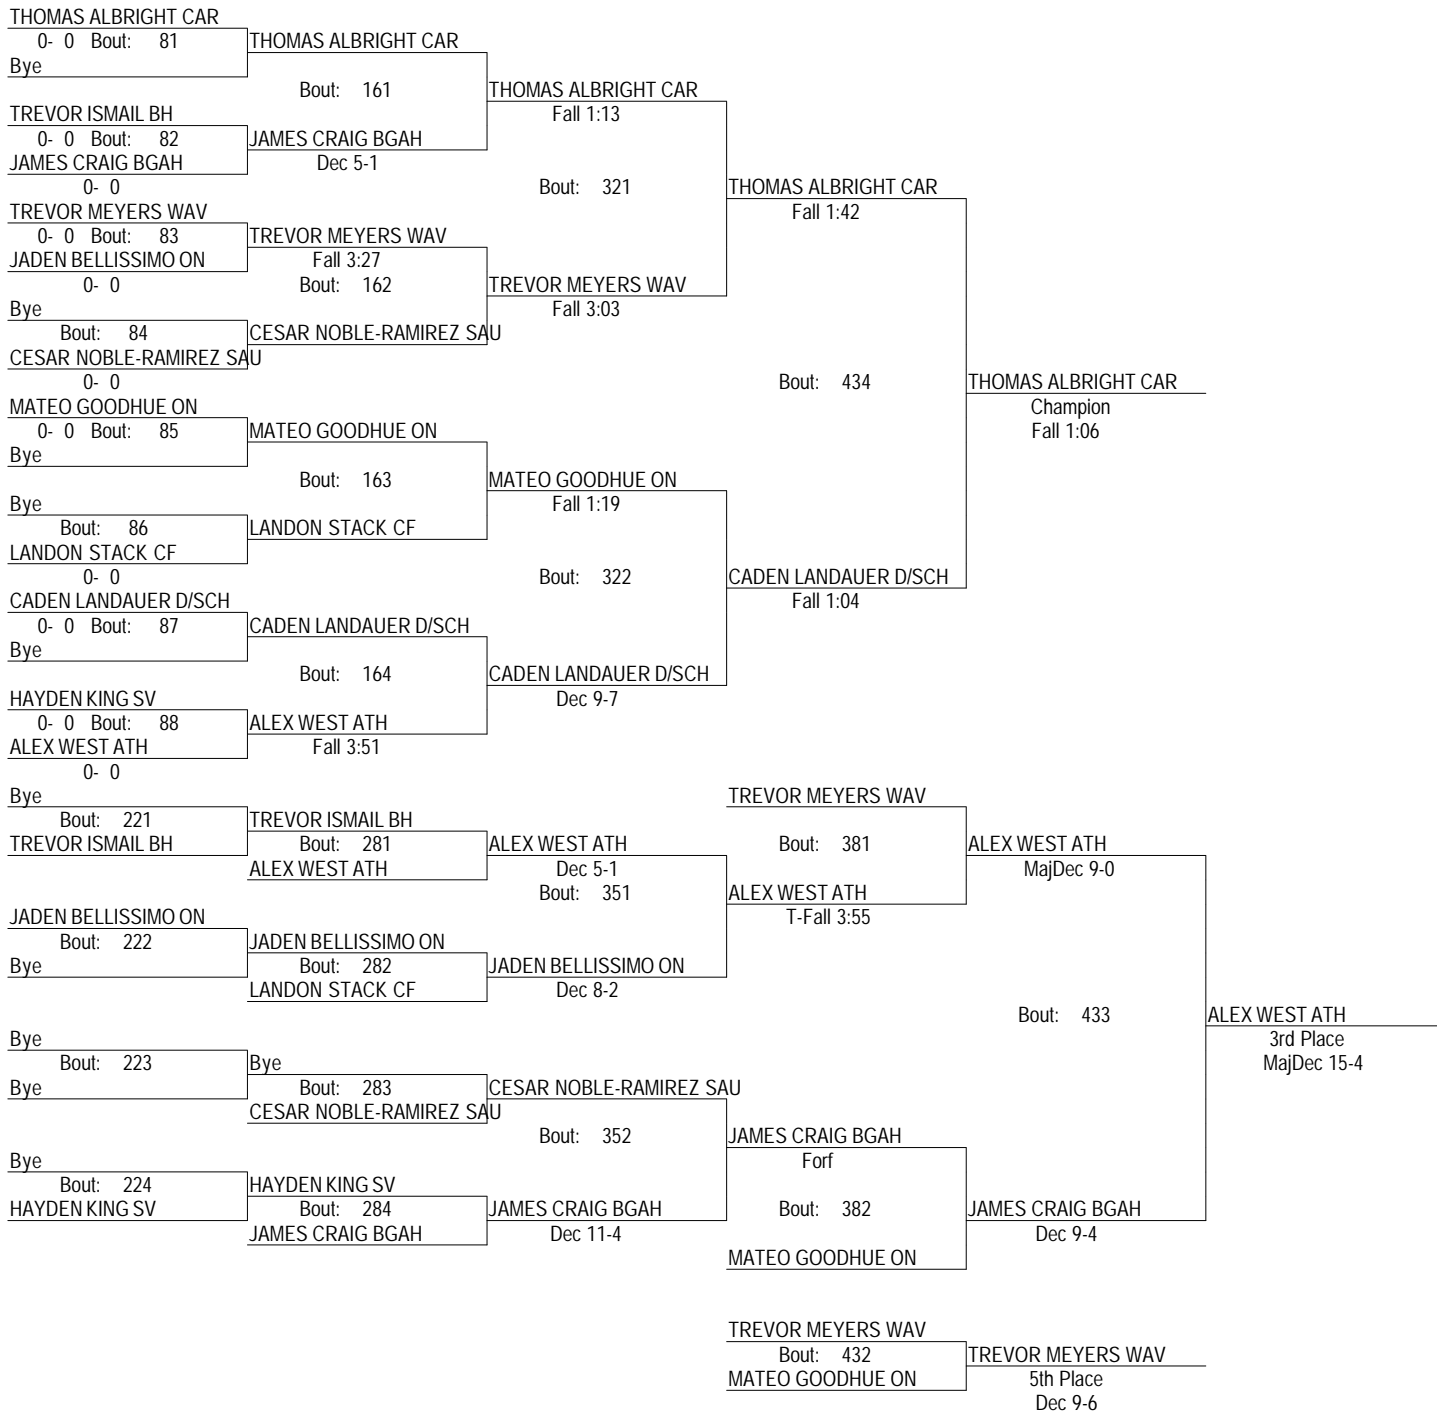 THOMAS ALBRIGHT CAR
0- 0 Bout: 81
Bye
THOMAS ALBRIGHT CAR
Bout: 161
TREVOR ISMAIL BH
0- 0 Bout: 82
JAMES CRAIG BGAH
0- 0
JAMES CRAIG BGAH
Dec 5-1
THOMAS ALBRIGHT CAR
Fall 1:13
Bout: 321
TREVOR MEYERS WAV
0- 0 Bout: 83
JADEN BELLISSIMO ON
0- 0
TREVOR MEYERS WAV
Fall 3:27
Bout: 162
Bye
Bout: 84
CESAR NOBLE-RAMIREZ SAU
0- 0
CESAR NOBLE-RAMIREZ SAU
TREVOR MEYERS WAV
Fall 3:03
THOMAS ALBRIGHT CAR
Fall 1:42
Bout: 434
THOMAS ALBRIGHT CAR
Champion
Fall 1:06
MATEO GOODHUE ON
0- 0 Bout: 85
Bye
MATEO GOODHUE ON
Bout: 163
Bye
Bout: 86
LANDON STACK CF
0- 0
LANDON STACK CF
MATEO GOODHUE ON
Fall 1:19
Bout: 322
CADEN LANDAUER D/SCH
0- 0 Bout: 87
Bye
CADEN LANDAUER D/SCH
Bout: 164
HAYDEN KING SV
0- 0 Bout: 88
ALEX WEST ATH
0- 0
ALEX WEST ATH
Fall 3:51
CADEN LANDAUER D/SCH
Dec 9-7
CADEN LANDAUER D/SCH
Fall 1:04
Bye
Bout: 221
TREVOR ISMAIL BH
TREVOR ISMAIL BH
Bout: 281
ALEX WEST ATH
ALEX WEST ATH
Dec 5-1
Bout: 351
JADEN BELLISSIMO ON
Bout: 222
Bye
JADEN BELLISSIMO ON
Bout: 282
LANDON STACK CF
JADEN BELLISSIMO ON
Dec 8-2
TREVOR MEYERS WAV
Bout: 381
ALEX WEST ATH
T-Fall 3:55
ALEX WEST ATH
MajDec 9-0
Bout: 433
ALEX WEST ATH
3rd Place
MajDec 15-4
Bye
Bout: 223
Bye
Bye
Bout: 283
CESAR NOBLE-RAMIREZ SAU
CESAR NOBLE-RAMIREZ SAU
Bout: 352
Bye
Bout: 224
HAYDEN KING SV
HAYDEN KING SV
Bout: 284
JAMES CRAIG BGAH
JAMES CRAIG BGAH
Dec 11-4
JAMES CRAIG BGAH
Forf
Bout: 382
MATEO GOODHUE ON
JAMES CRAIG BGAH
Dec 9-4
TREVOR MEYERS WAV
Bout: 432
MATEO GOODHUE ON
TREVOR MEYERS WAV
5th Place
Dec 9-6